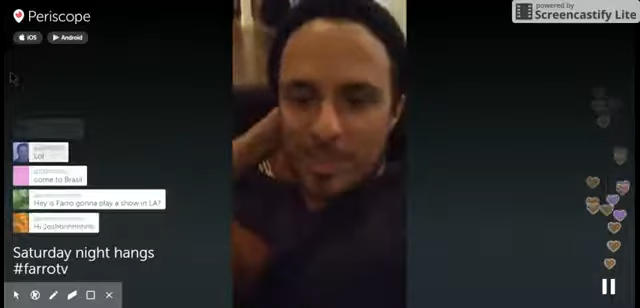 Periscope
iOS
Android
powered by
Screencastify Lite
Lol
come to Brasil
Hey is Farro gonna play a show in LA?
Saturday night hangs
#farrotv